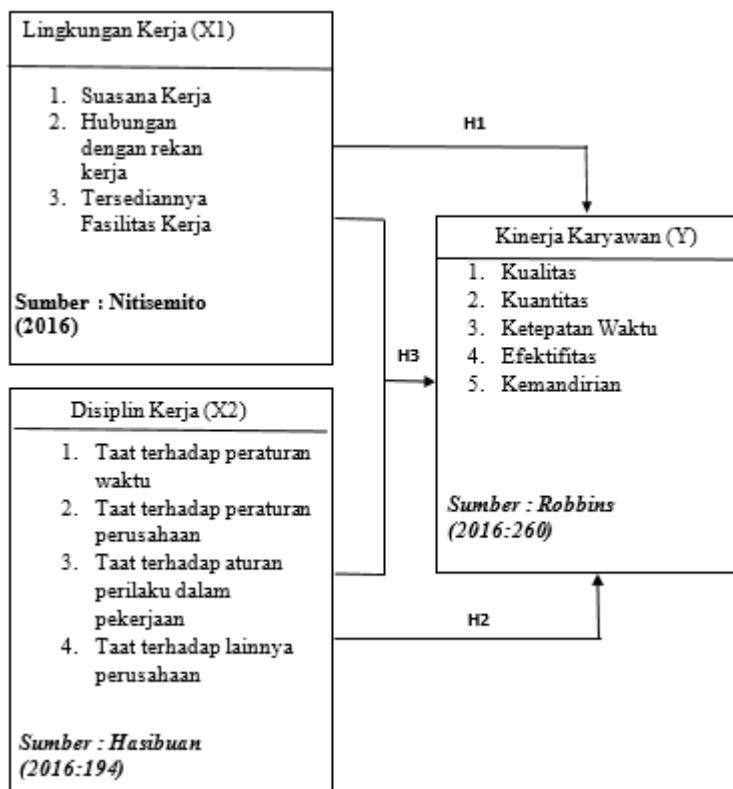 Lingkungan Kerja (X1)
1. Suasana Kerja
2. Hubungan
dengan rekan
kerja
3. Tersediannya
Fasilitas Kerja
Sumber : Nitisemito
(2016)
H1
Kinerja Karyawan (Y)
1. Kualitas
2. Kuantitas
3. Ketepatan Waktu
4. Efektifitas
5. Kemandirian
Sumber : Robbins
(2016:260)
H3
Disiplin Kerja (X2)
1. Taat terhadap peraturan
waktu
2. Taat terhadap peraturan
perusahaan
3. Taat terhadap aturan
perilaku dalam
pekerjaan
4. Taat terhadap lainnya
perusahaan
Sumber : Hasibuan
(2016:194)
H2